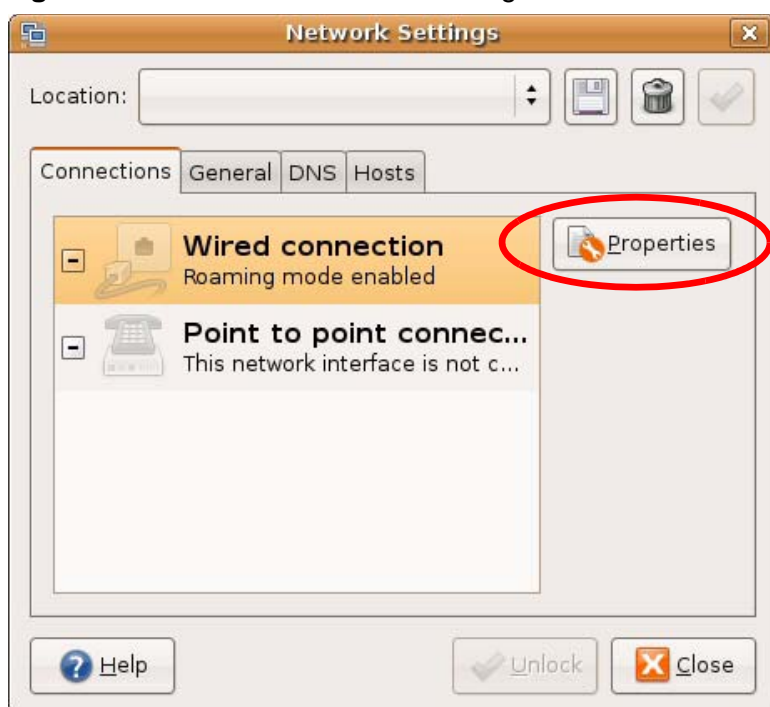 Network Settings
Location:
Connections General DNS Hosts
Wired connection
Roaming mode enabled
Properties
Point to point connec...
This network interface is not c...
Help
Unlock
Close